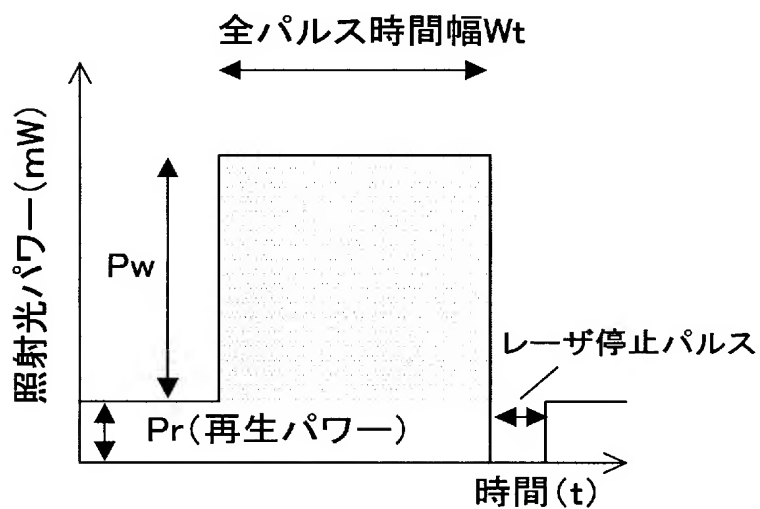 全パルス時間幅Wt
照射光パワー(mW)
Pw
レーザ停止パルス
Pr(再生パワー)
時間(t)